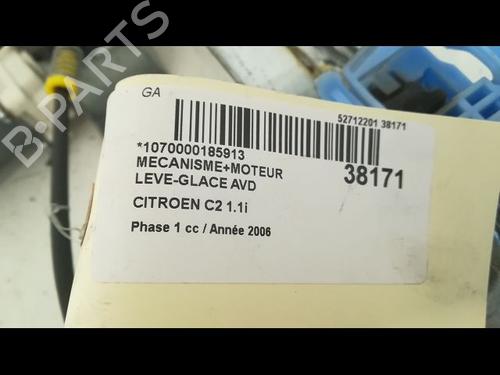 GA
52712201 38171
*1070000185913
38171
MECANISME+MOTEUR
LEVE-GLACE AVD
CITROEN C2 1.1i
Phase 1 cc / Année 2006
B-PARTS